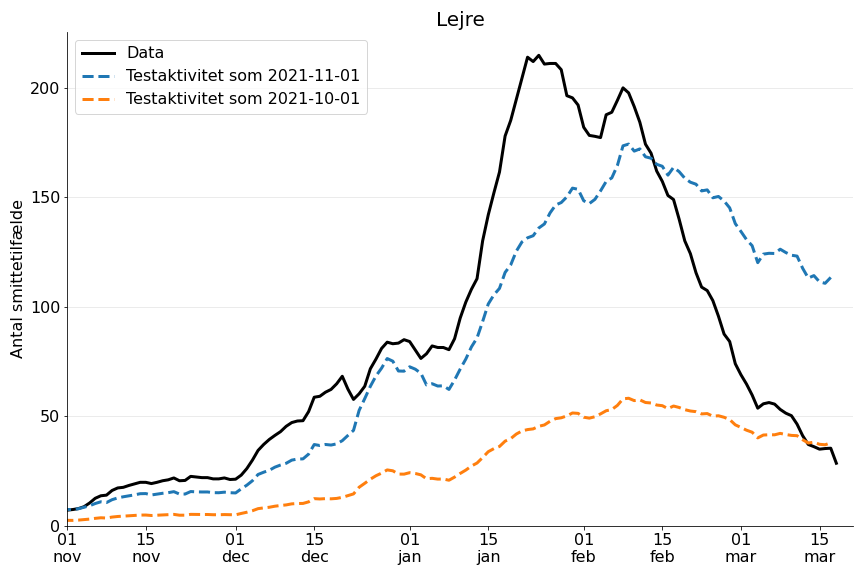 Lejre
Data
Testaktivitet som 2021-11-01
Testaktivitet som 2021-10-01
Antal smittetilfælde
200
150
100
50
0
01 15 01 15 01 15 01 15 01 15
nov nov dec dec jan jan feb feb mar mar